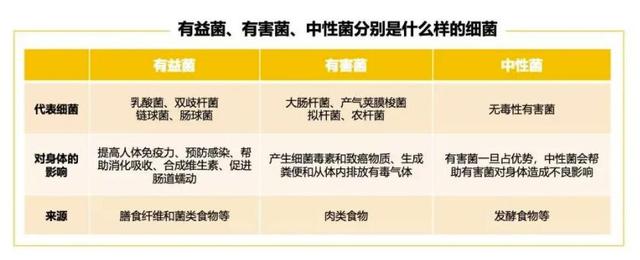 有益菌、有害菌、中性菌分别是什么样的细菌
有益菌
有害菌
中性菌
代表细菌
乳酸菌、双歧杆菌
链球菌、肠球菌
大肠杆菌、产气荚膜梭菌
拟杆菌、农杆菌
无毒性有害菌
对身体的
影响
提高人体免疫力、预防感染、帮
助消化吸收、合成维生素、促进
肠道蠕动
产生细菌毒素和致癌物质、生成
粪便和从体内排放有毒气体
有害菌一旦占优势，中性菌会帮
助有害菌对身体造成不良影响
来源
膳食纤维和菌类食物等
肉类食物
发酵食物等